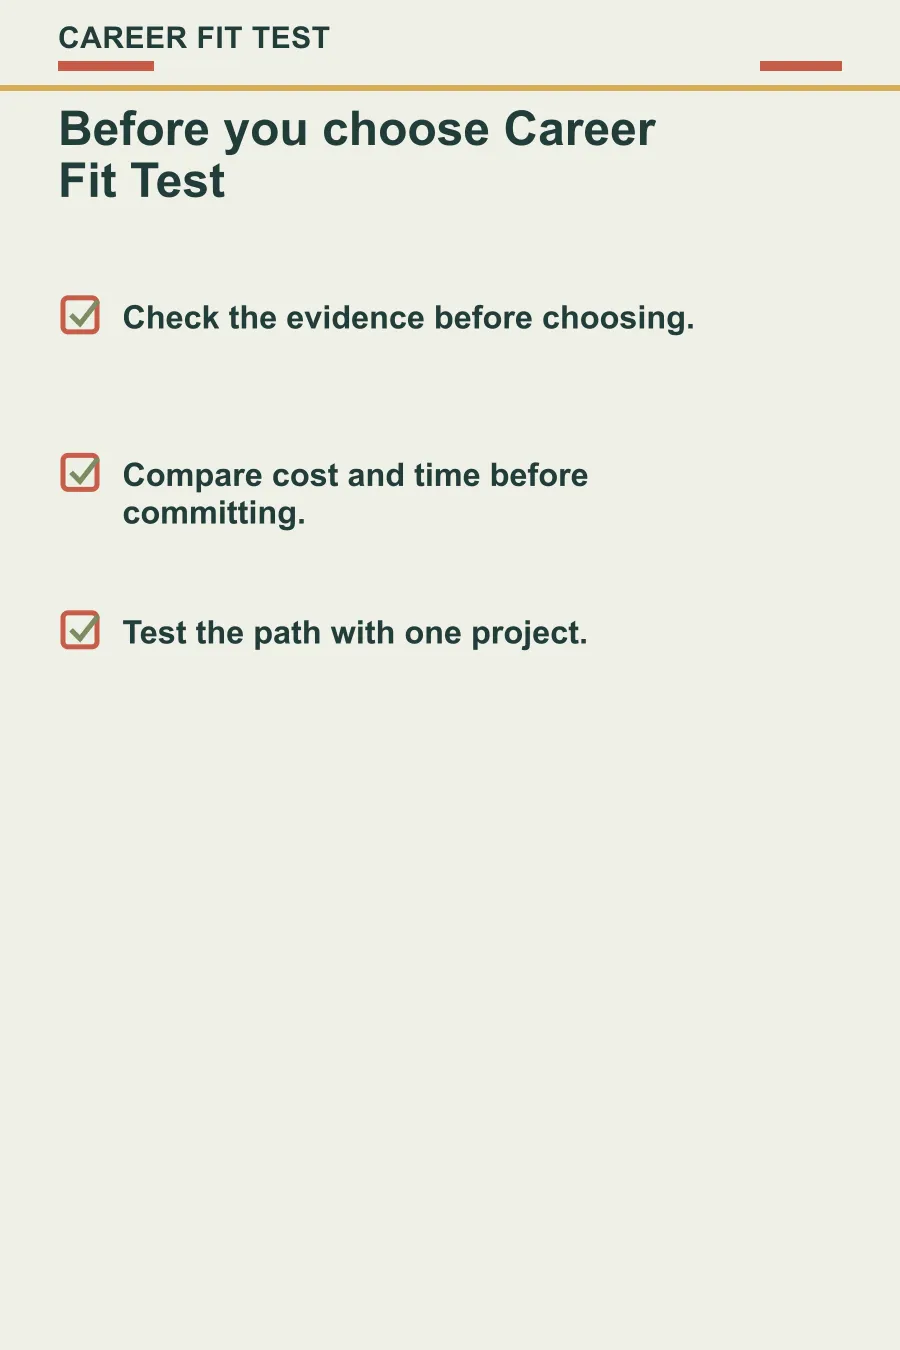 CAREER FIT TEST
Before you choose Career
Fit Test
Check the evidence before choosing.
Compare cost and time before
committing.
Test the path with one project.